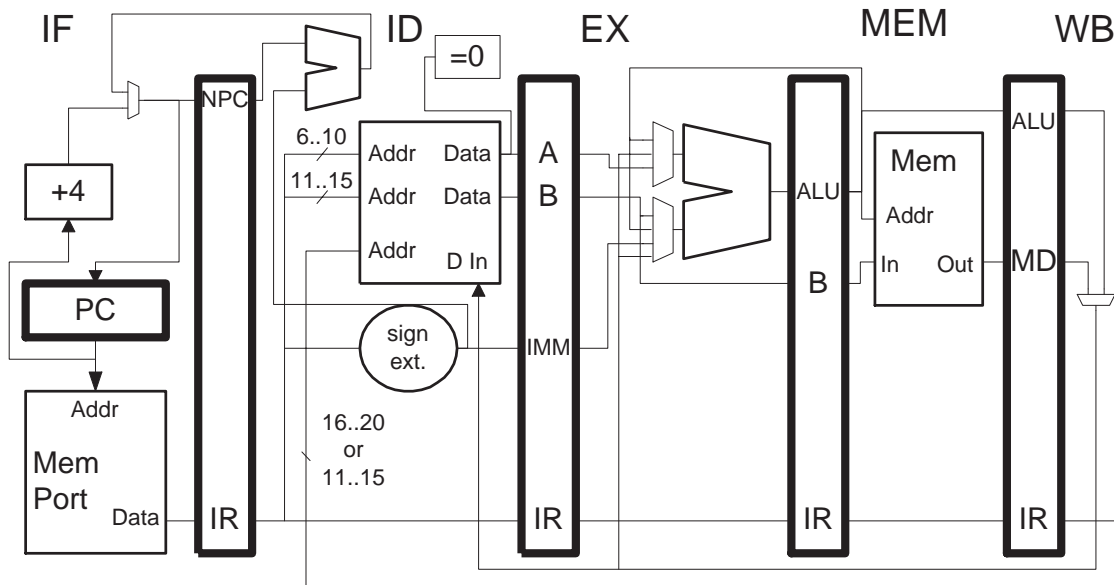 IF
ID
EX
MEM
WB
=0
NPC
+4
PC
Addr
Mem
Port
Data
IR
6..10
11..15
Addr
Data
Addr
Data
Addr
D In
sign
ext.
16..20
or
11..15
A
B
IMM
IR
ALU
B
IR
Mem
Addr
In
Out
ALU
MD
IR